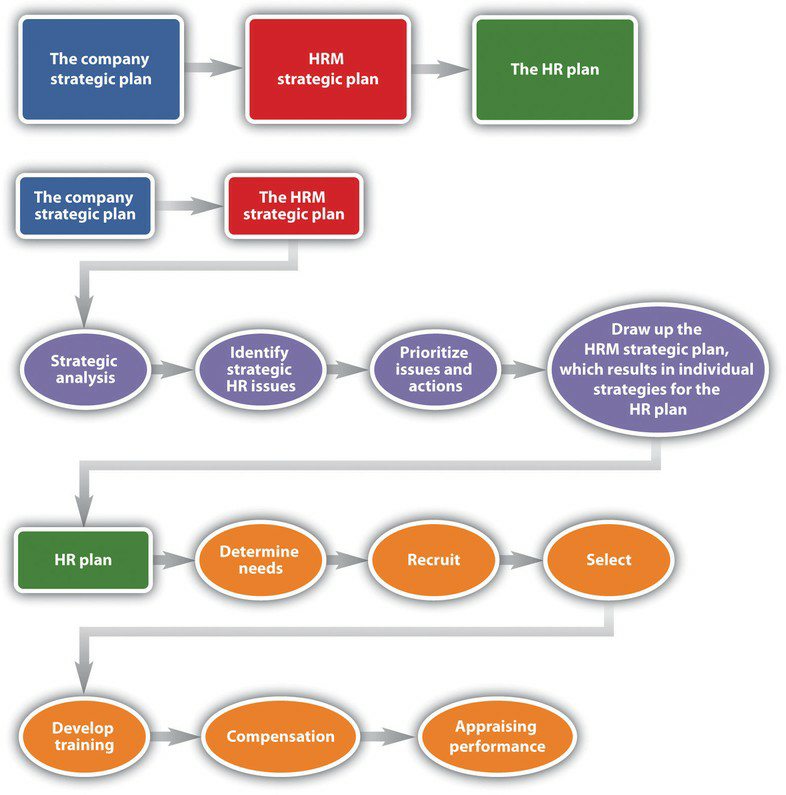 The company
strategic plan
HRM
strategic plan
The HR plan
The company
strategic plan
The HRM
strategic plan
Strategic
analysis
Identify
strategic
HR issues
Prioritize
issues and
actions
Draw up the
HRM strategic plan,
which results in individual
strategies for the
HR plan
HR plan
Determine
needs
Recruit
Select
Develop
training
Compensation
Appraising
performance